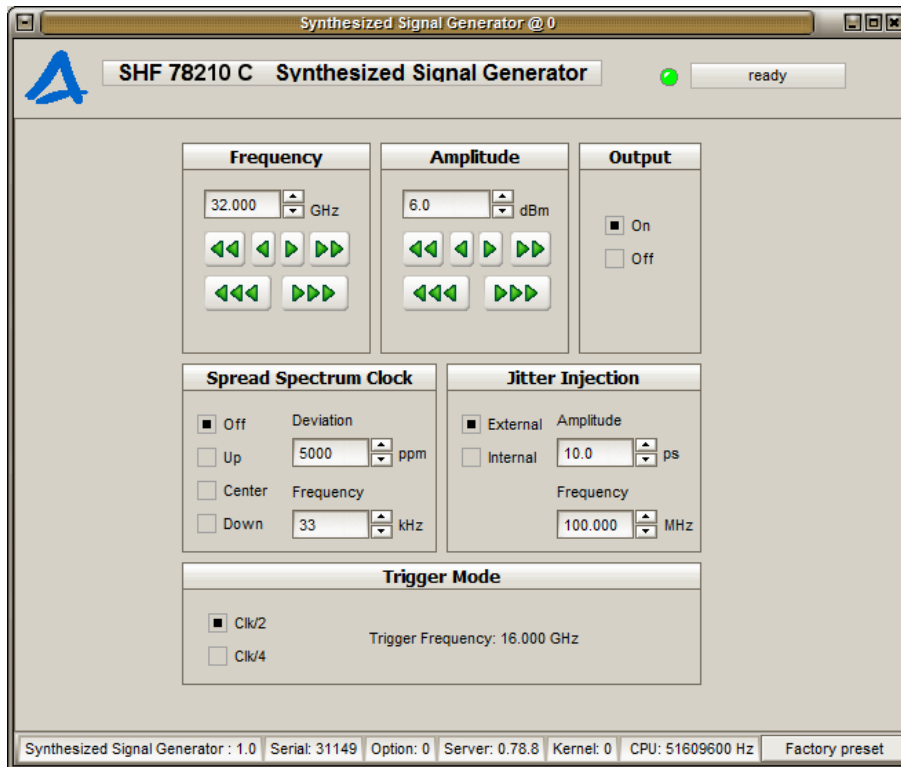 Synthesized Signal Generator @ 0
SHF 78210 C Synthesized Signal Generator
ready
Frequency
32.000 GHz
Amplitude
6.0 dBm
Output
On
Off
Spread Spectrum Clock
Off
Up
Center
Down
Deviation
5000 ppm
Frequency
33 kHz
Jitter Injection
External
Internal
Amplitude
10.0 ps
Frequency
100.000 MHz
Trigger Mode
Clk/2
Clk/4
Trigger Frequency: 16.000 GHz
Synthesized Signal Generator : 1.0 Serial: 31149 Option: 0 Server: 0.78.8 Kernel: 0 CPU: 51609600 Hz Factory preset